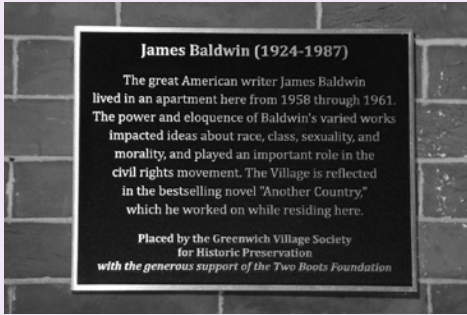 James Baldwin (1924-1987)
The great American writer James Baldwin
lived in an apartment here from 1958 through 1961.
The power and eloquence of Baldwin's varied works
impacted ideas about race, class, sexuality, and
morality, and played an important role in the
civil rights movement. The Village is reflected
in the bestselling novel "Another Country,"
which he worked on while residing here.
Placed by the Greenwich Village Society
for Historic Preservation
with the generous support of the Two Boots Foundation